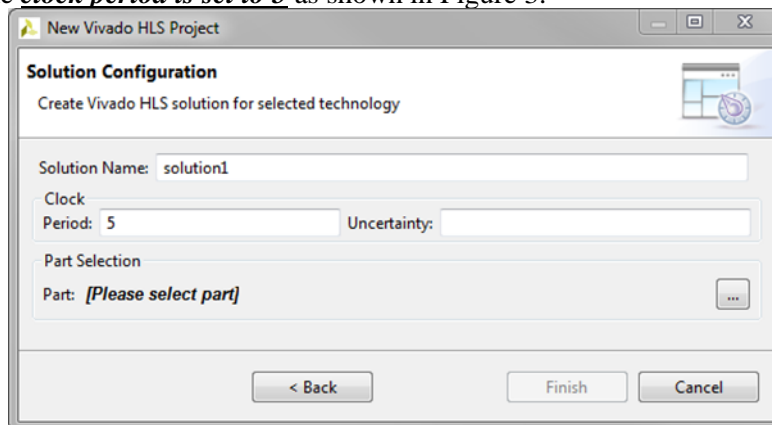 clock period is set to as shown in Figure
New Vivado HLS Project
Solution Configuration
Create Vivado HLS solution for selected technology
Solution Name: solution1
Clock
Period: 5 Uncertainty:
Part Selection
Part: [Please select part]
...
< Back Finish Cancel